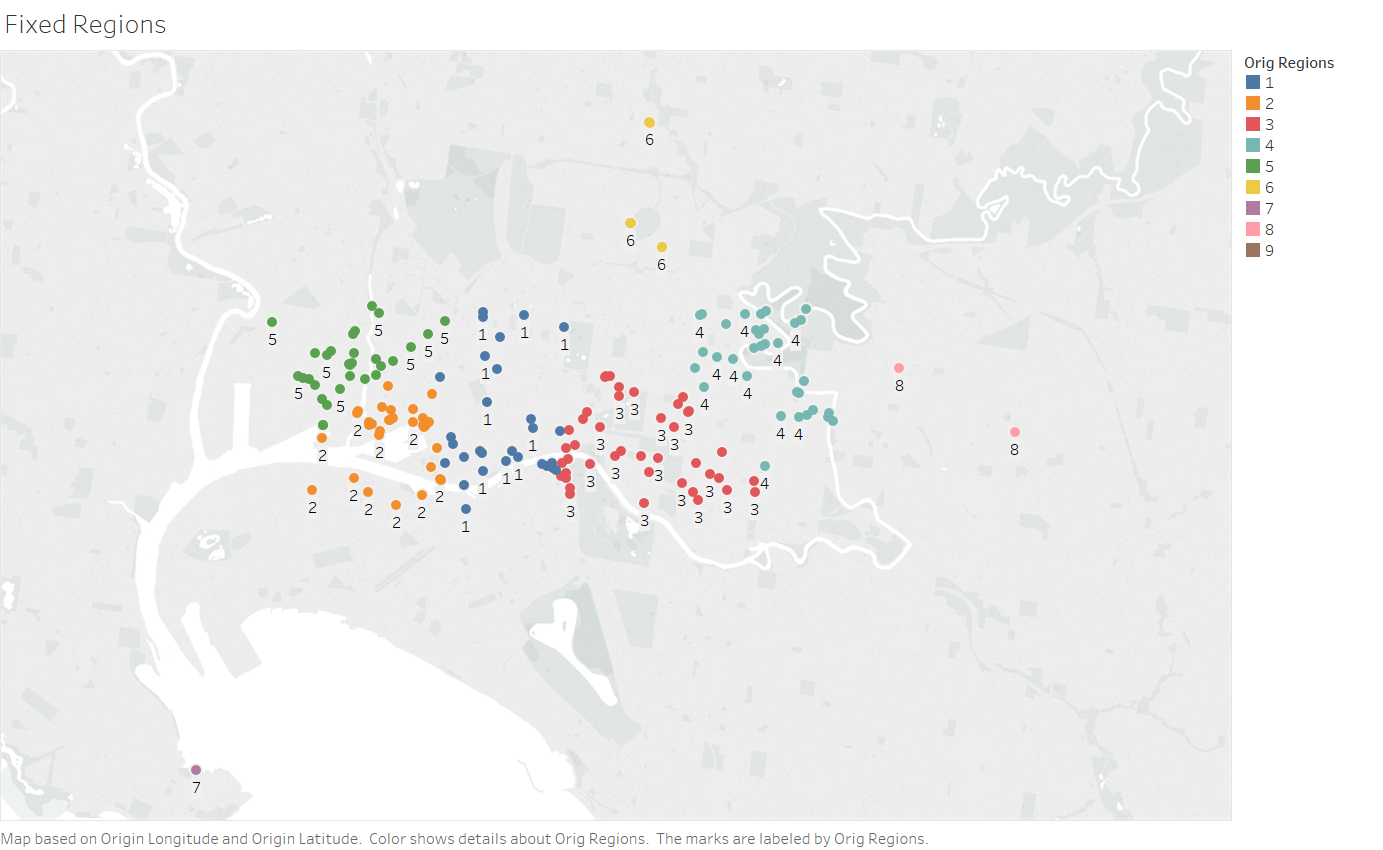 Fixed Regions
6
6
6
5 5 5 1 1 1 4 4 4
5 5 4
5 1 4 4
5 4 8
5 3 3 4
1
2 2 3 3 4 4
2 2 1 3 3 8
1 1 3 3 3 4
2 2 1 3 3
2 2 2 3 3 3
2 1 3 3
7
Orig Regions
1
2
3
4
5
6
7
8
9
Map based on Origin Longitude and Origin Latitude.  Color shows details about Orig Regions.  The marks are labeled by Orig Regions.